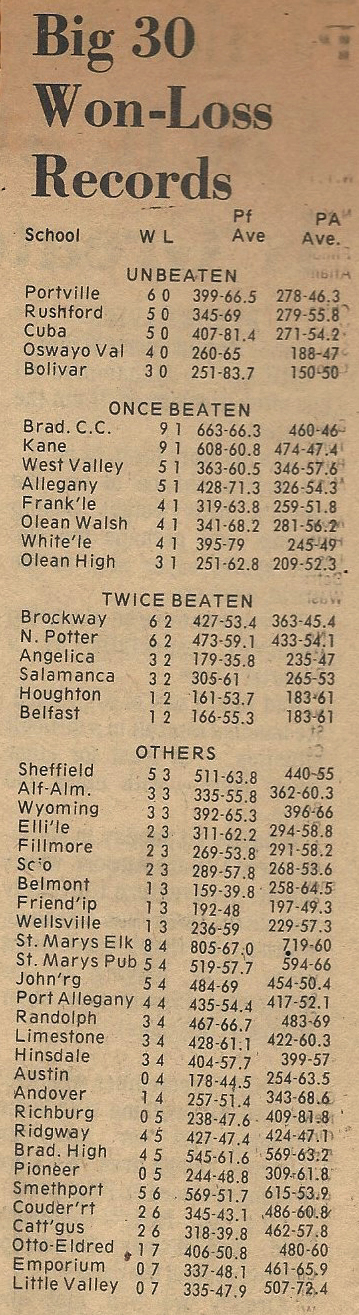 Big 30
Won-Loss
Records
Pf PA
School W L Ave Ave.
UNBEATEN
Portville 6 0 399-66.5 278-46.3
Rushford 5 0 345-69 279-55.8
Cuba 5 0 407-81.4 271-54.2
Oswayo Val 4 0 260-65 188-47
Bolivar 3 0 251-83.7 150-50
ONCE BEATEN
Brad. C.C. 9 1 663-66.3 460-46
Kane 9 1 608-60.8 474-47.4
West Valley 5 1 363-60.5 346-57.6
Allegany 5 1 428-71.3 326-54.3
Frank'le 4 1 319-63.8 259-51.8
Olean Walsh 4 1 341-68.2 281-56.2
White'le 4 1 395-79 245-49
Olean High 3 1 251-62.8 209-52.3
TWICE BEATEN
Brockway 6 2 427-53.4 363-45.4
N. Potter 6 2 473-59.1 433-54.1
Angelica 3 2 179-35.8 235-47
Salamanca 3 2 305-61 265-53
Houghton 1 2 161-53.7 183-61
Belfast 1 2 166-55.3 183-61
OTHERS
Sheffield 5 3 511-63.8 440-55
Alf-Alm. 3 3 335-55.8 362-60.3
Wyoming 3 3 392-65.3 396-66
Elli'le 2 3 311-62.2 294-58.8
Fillmore 2 3 269-53.8 291-58.2
Scio 2 3 289-57.8 268-53.6
Belmont 1 3 159-39.8 258-64.5
Friend'ip 1 3 192-48 197-49.3
Wellsville 1 3 236-59 229-57.3
St. Marys Elk 8 4 805-67.0 719-60
St. Marys Pub 5 4 519-57.7 594-66
John'rg 5 4 484-69 454-50.4
Port Allegany 4 4 435-54.4 417-52.1
Randolph 3 4 467-66.7 483-69
Limestone 3 4 428-61.1 422-60.3
Hinsdale 3 4 404-57.7 399-57
Austin 0 4 178-44.5 254-63.5
Andover 1 4 257-51.4 343-68.6
Richburg 0 5 238-47.6 409-81.8
Ridgway 4 5 427-47.4 424-47.1
Brad. High 4 5 545-61.6 569-63.2
Pioneer 0 5 244-48.8 309-61.8
Smethport 5 6 569-51.7 615-53.9
Couder'rt 2 6 345-43.1 486-60.8
Catt'gus 2 6 318-39.8 462-57.8
Otto-Eldred 1 7 406-50.8 480-60
Emporium 0 7 337-48.1 461-65.9
Little Valley 0 7 335-47.9 507-72.4